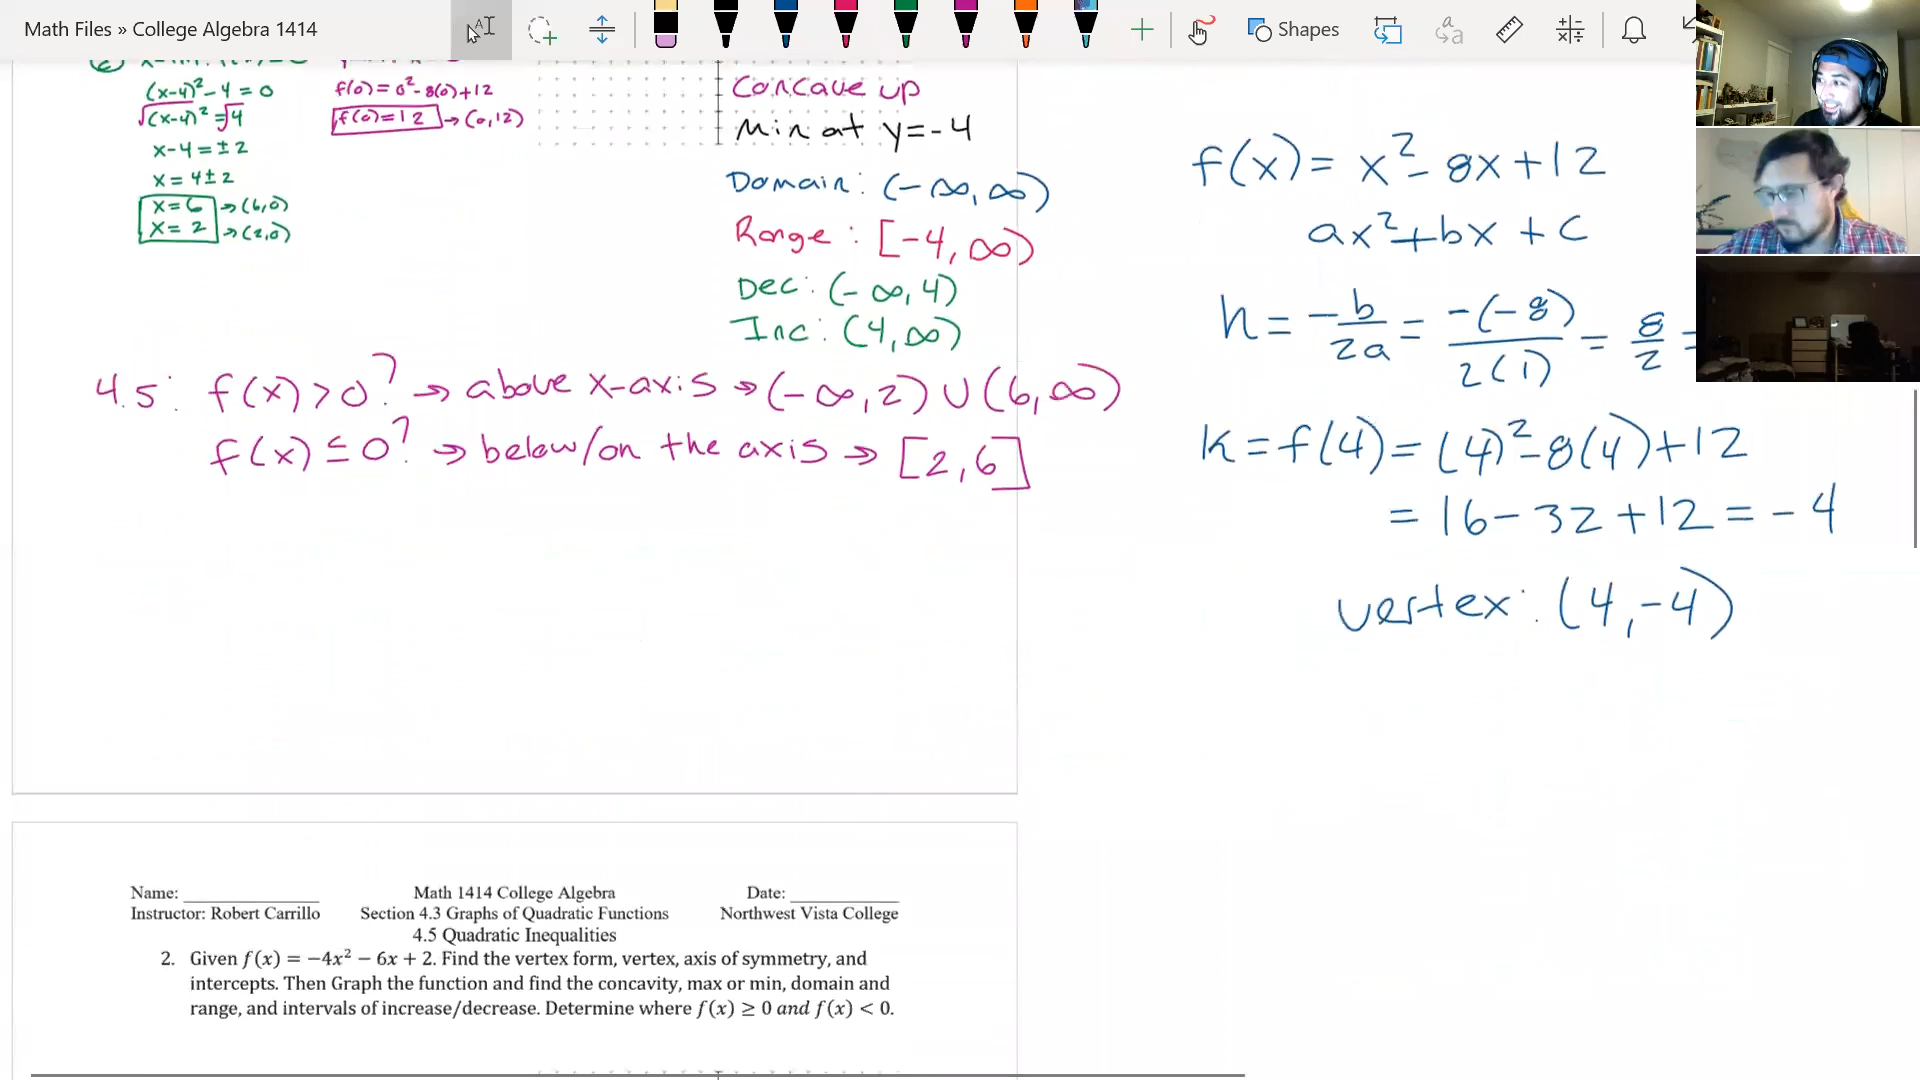 Math Files » College Algebra 1414
Shapes
(x-4)² - 4 = 0
√(x-4)² = √4
x-4 = ± 2
x = 4 ± 2
x = 6 → (6,0)
x = 2 → (2,0)
f(0) = 0² - 8(0) + 12
f(0) = 12 → (0,12)
Concave up
Min at y = -4
Domain: (-∞,∞)
Range: [-4,∞)
Dec: (-∞,4)
Inc: (4,∞)
4.5: f(x) > 0? → above x-axis → (-∞,2) ∪ (6,∞)
f(x) ≤ 0? → below/on the axis → [2,6]
f(x) = x² - 8x + 12
ax² + bx + c
h = -b/2a = -(-8)/2(1) = 8/2 =
k = f(4) = (4)² - 8(4) + 12
= 16 - 32 + 12 = -4
vertex: (4,-4)
Name: ____________
Math 1414 College Algebra
Date: ____________
Instructor: Robert Carrillo
Section 4.3 Graphs of Quadratic Functions
Northwest Vista College
4.5 Quadratic Inequalities
2. Given f(x) = −4x² − 6x + 2. Find the vertex form, vertex, axis of symmetry, and
intercepts. Then Graph the function and find the concavity, max or min, domain and
range, and intervals of increase/decrease. Determine where f(x) ≥ 0 and f(x) < 0.